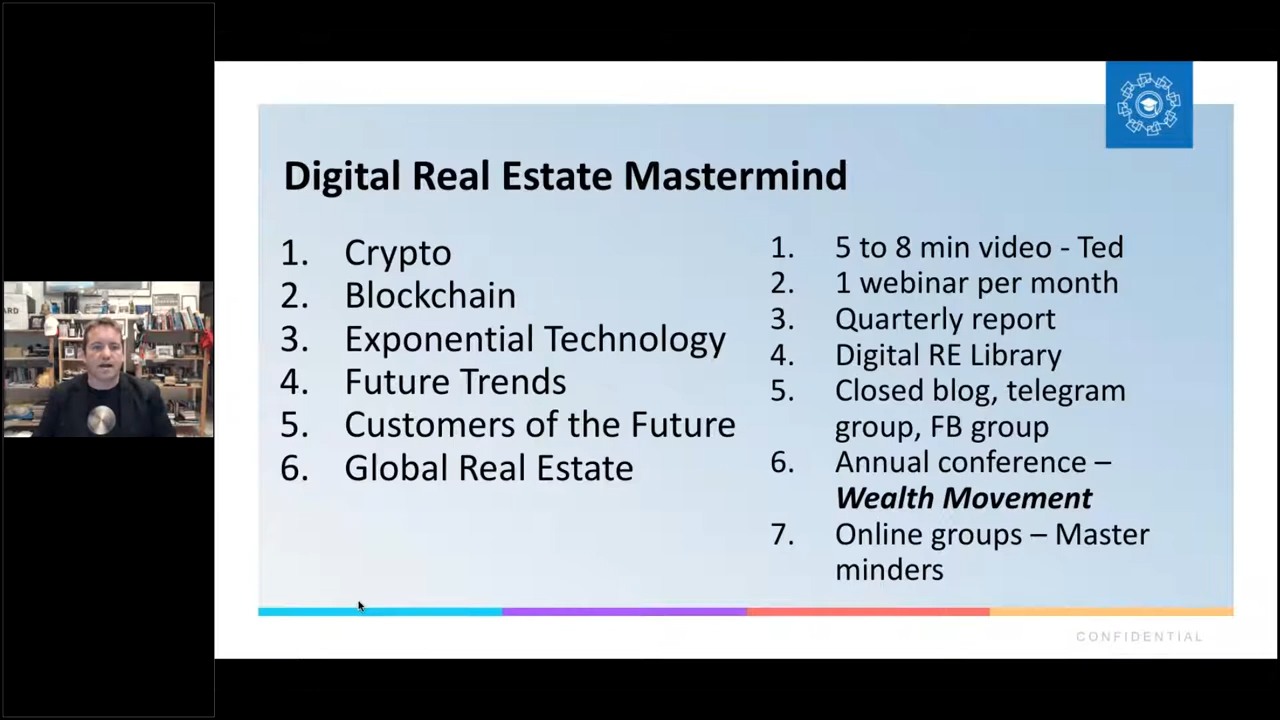 Digital Real Estate Mastermind
1. Crypto
2. Blockchain
3. Exponential Technology
4. Future Trends
5. Customers of the Future
6. Global Real Estate
1. 5 to 8 min video - Ted
2. 1 webinar per month
3. Quarterly report
4. Digital RE Library
5. Closed blog, telegram
group, FB group
6. Annual conference –
Wealth Movement
7. Online groups – Master
minders
CONFIDENTIAL